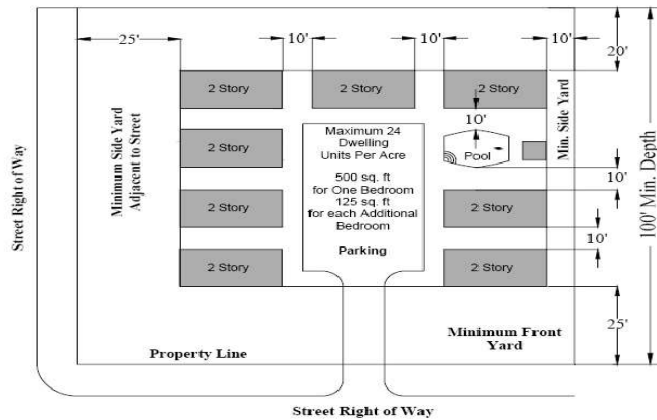 25'
10'
10'
10'
20'
2 Story
2 Story
2 Story
Street Right of Way
Minimum Side Yard
Adjacent to Street
2 Story
Maximum 24
Dwelling
Units Per Acre
500 sq. ft
for One Bedroom
125 sq. ft
for each Additional
Bedroom
Parking
10'
Pool
Min. Side Yard
10'
100' Min. Depth
2 Story
2 Story
10'
2 Story
2 Story
25'
Minimum Front
Yard
Property Line
Street Right of Way